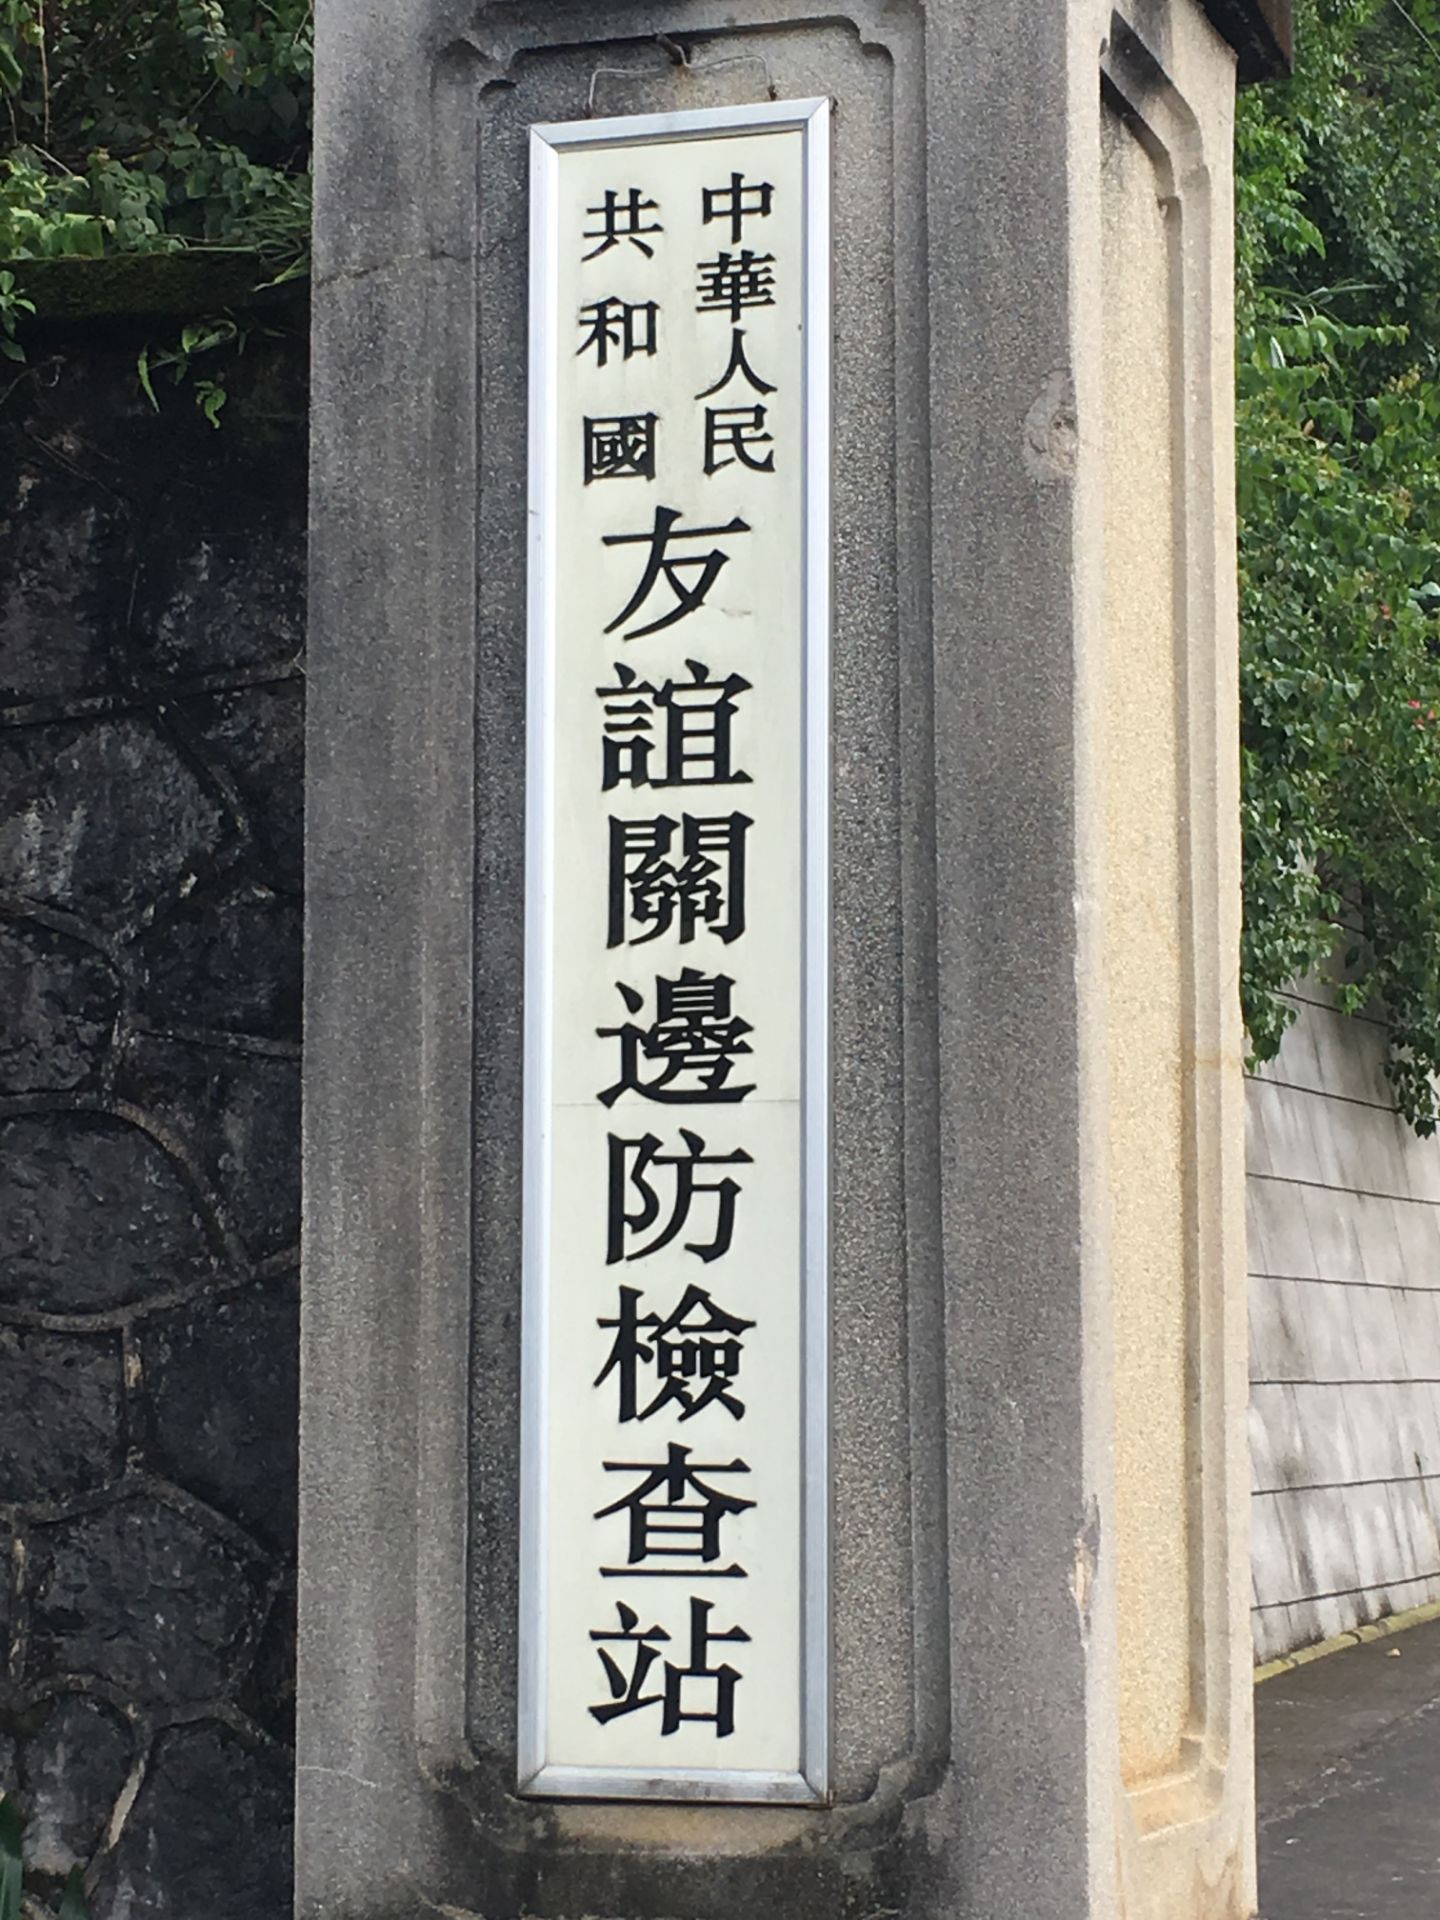 中華人民
共和國
友誼關邊防檢查站